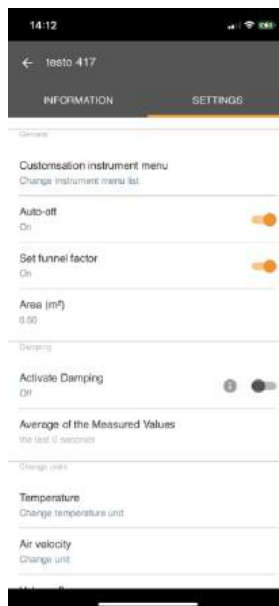 14:12
testo 417
INFORMATION
SETTINGS
General
Customsation instrument menu
Change instrument menu list
Auto-off
On
Set funnel factor
On
Area (m²)
0.00
Damping
Activate Damping
Off
Average of the Measured Values
the last 0 seconds
Change units
Temperature
Change temperature unit
Air velocity
Change unit